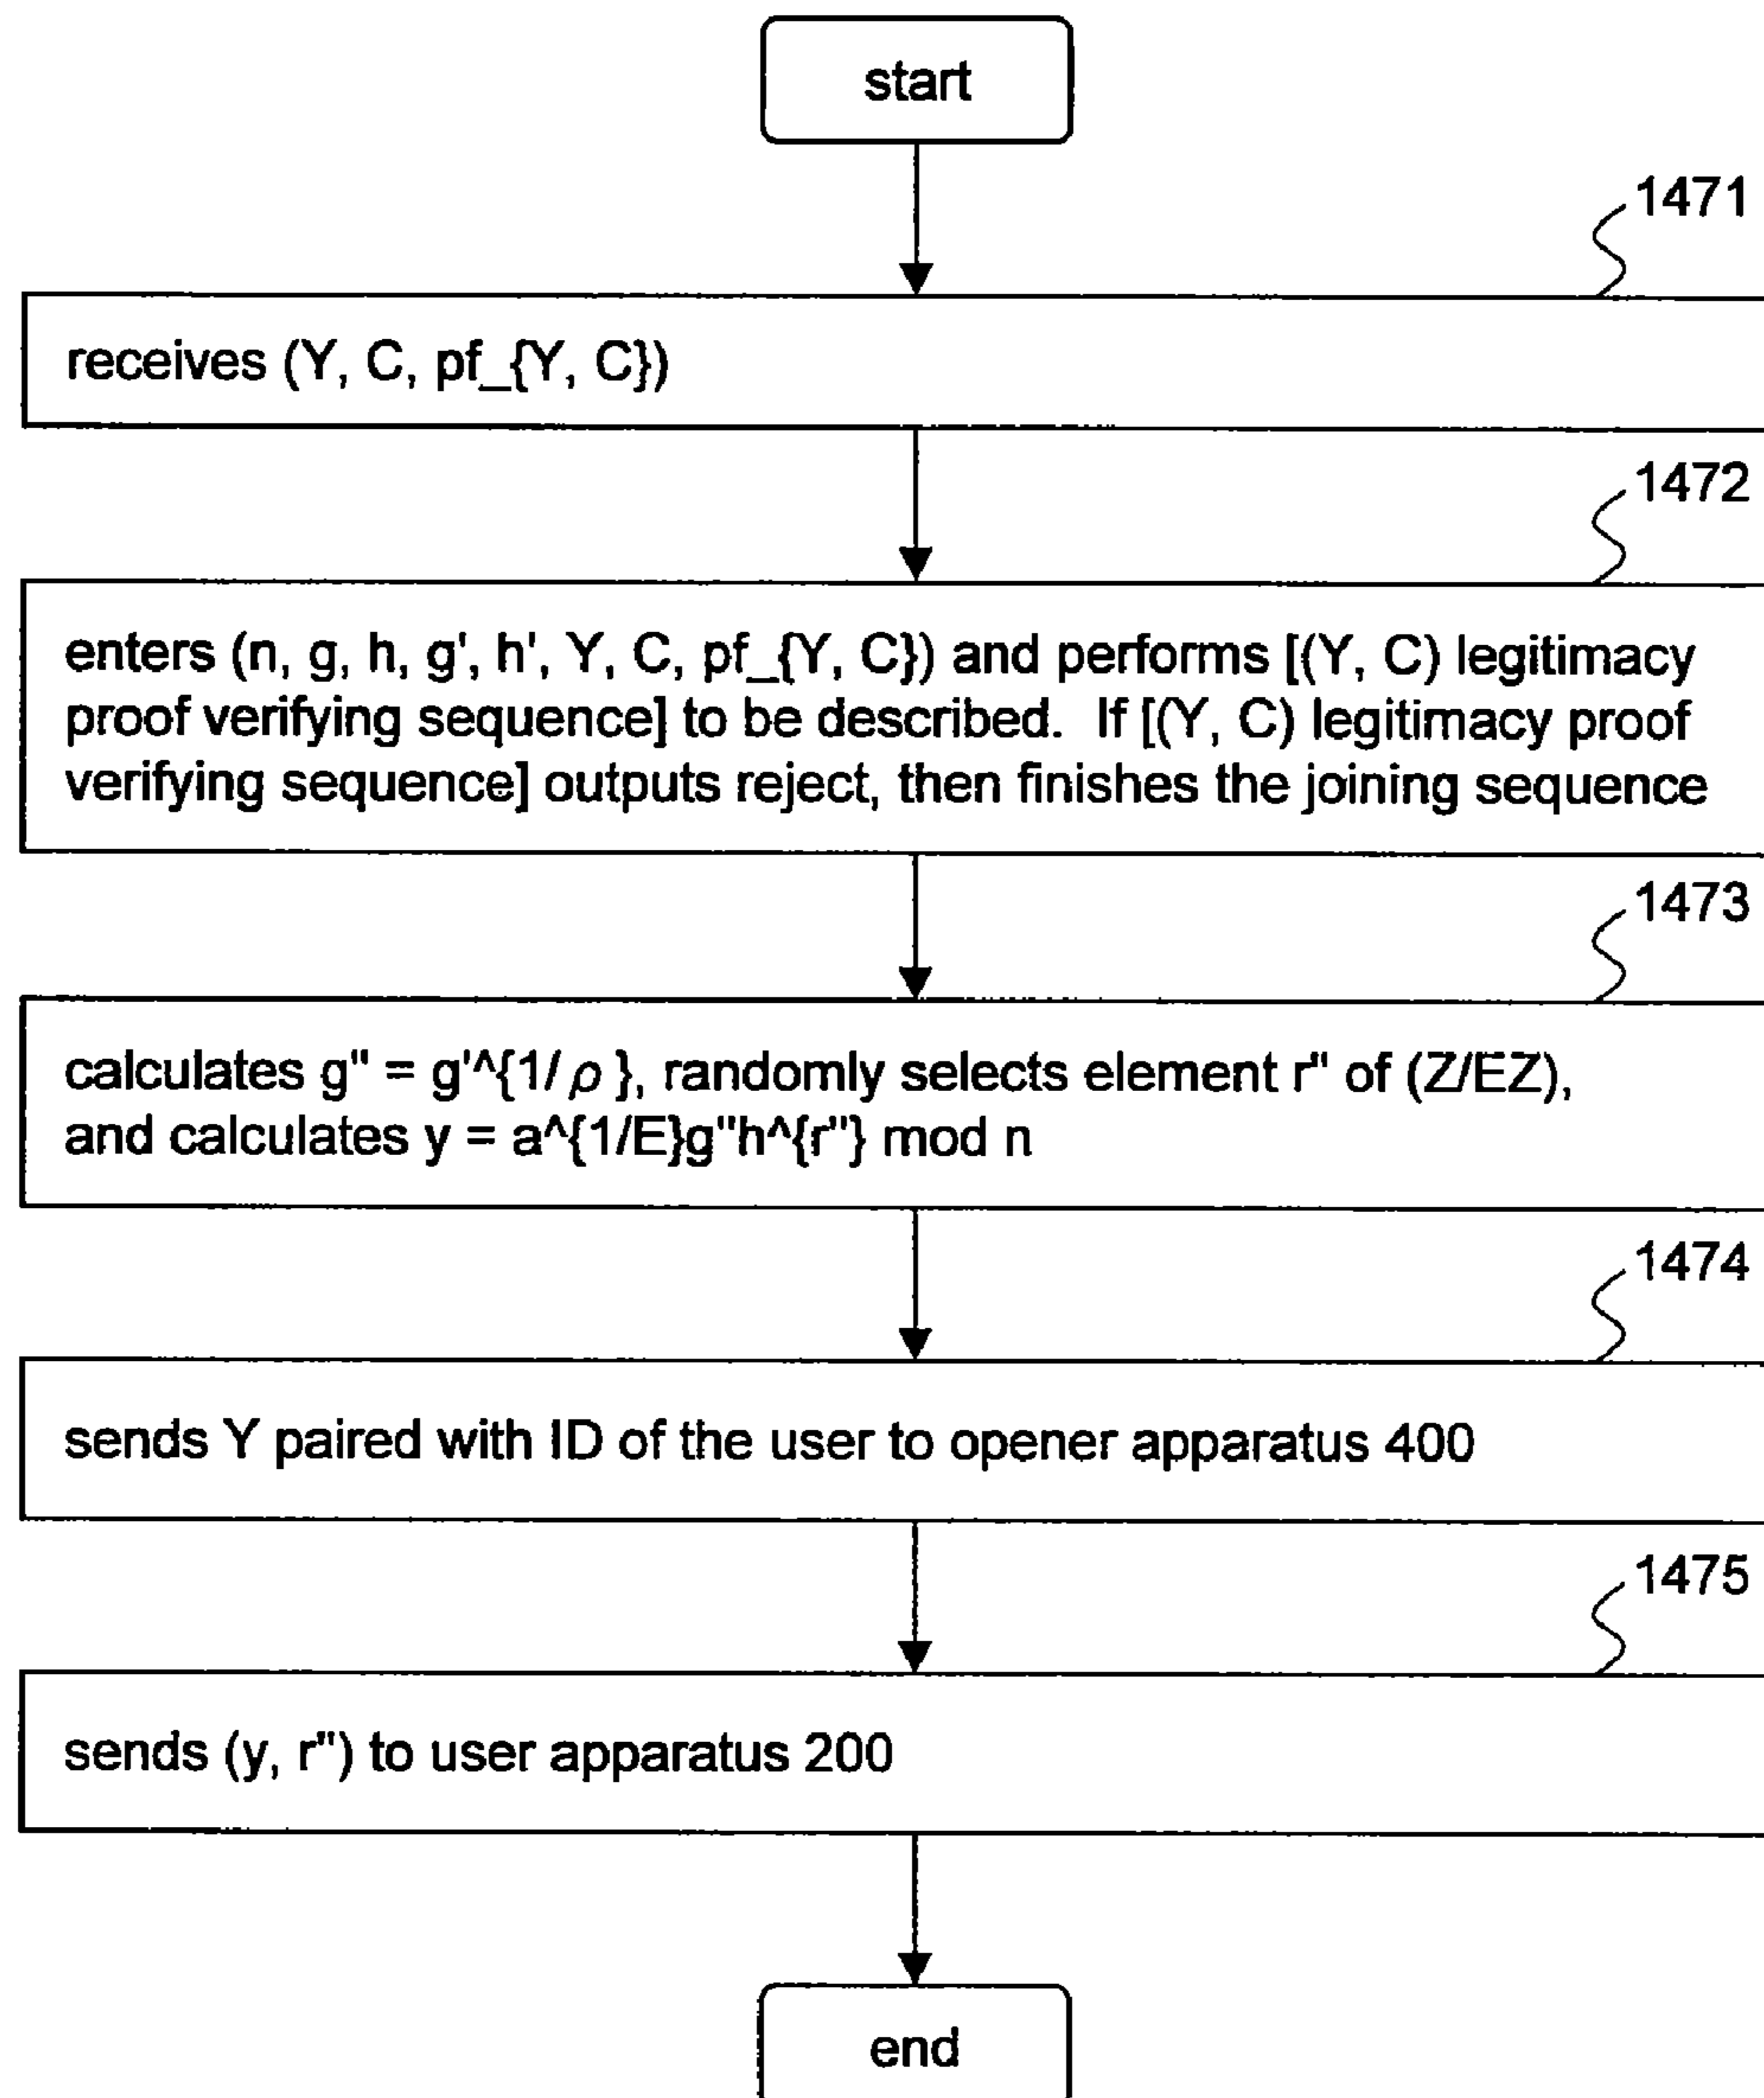 start
1471
receives (Y, C, pf_{Y, C})
1472
enters (n, g, h, g', h', Y, C, pf_{Y, C}) and performs [(Y, C) legitimacy
proof verifying sequence] to be described.  If [(Y, C) legitimacy proof
verifying sequence] outputs reject, then finishes the joining sequence
1473
calculates g" = g'^{1/ρ}, randomly selects element r" of (Z/EZ),
and calculates y = a^{1/E}g"h^{r"} mod n
1474
sends Y paired with ID of the user to opener apparatus 400
1475
sends (y, r") to user apparatus 200
end